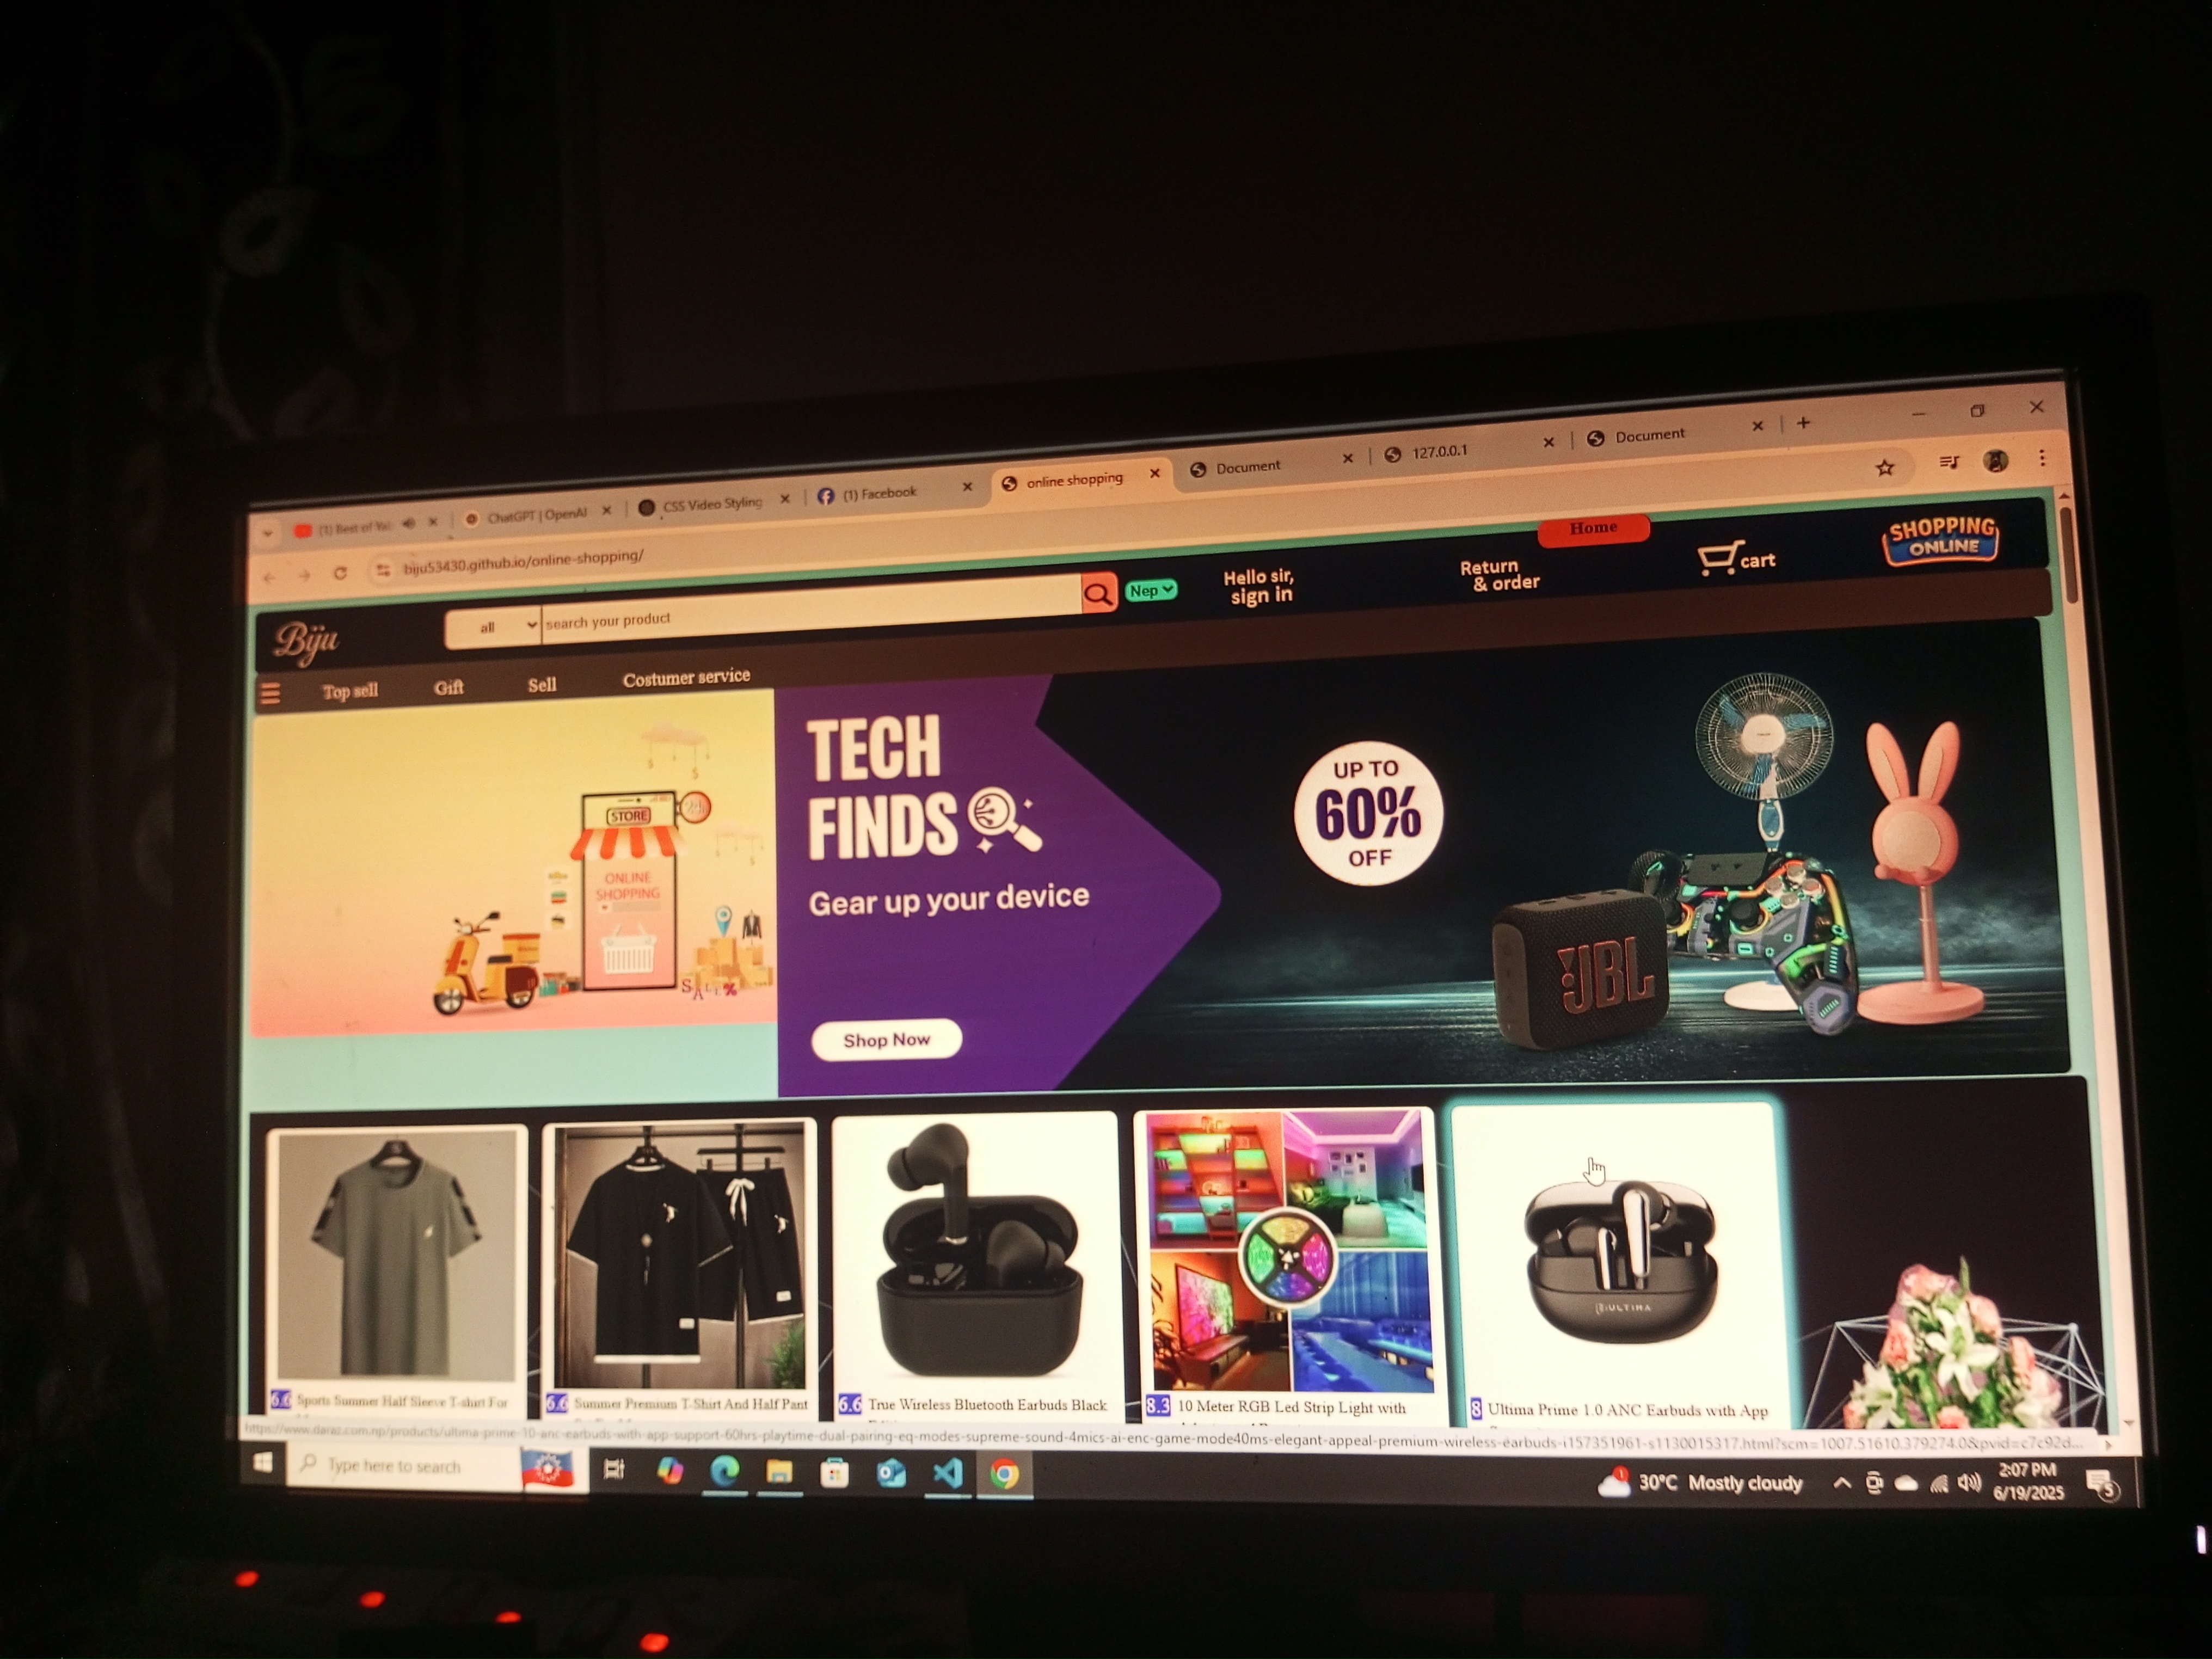 (1) Best of
ChatGPT | OpenAI
CSS Video Styling
(1) Facebook
online shopping
Document
127.0.0.1
Document
biju53430.github.io/online-shopping/
Home
Biju
all
search your product
Nep
Hello sir,
sign in
Return
& order
cart
SHOPPING
ONLINE
Top sell
Gift
Sell
Costumer service
STORE
ONLINE
SHOPPING
SALE%
TECH
FINDS
Gear up your device
Shop Now
UP TO
60%
OFF
JBL
ULTIMA
6.6 Sports Summer Half Sleeve T-shirt For
6.6 Summer Premium T-Shirt And Half Pant
6.6 True Wireless Bluetooth Earbuds Black
8.3 10 Meter RGB Led Strip Light with
8 Ultima Prime 1.0 ANC Earbuds with App
https://www.daraz.com.np/products/ultima-prime-10-anc-earbuds-with-app-support-60hrs-playtime-dual-pairing-eq-modes-supreme-sound-4mics-ai-enc-game-mode40ms-elegant-appeal-premium-wireless-earbuds-i157351961-s1130015317.html?scm=1007.51610.379274.0&pvid=c7c92d...
Type here to search
30°C Mostly cloudy
2:07 PM
6/19/2025
5